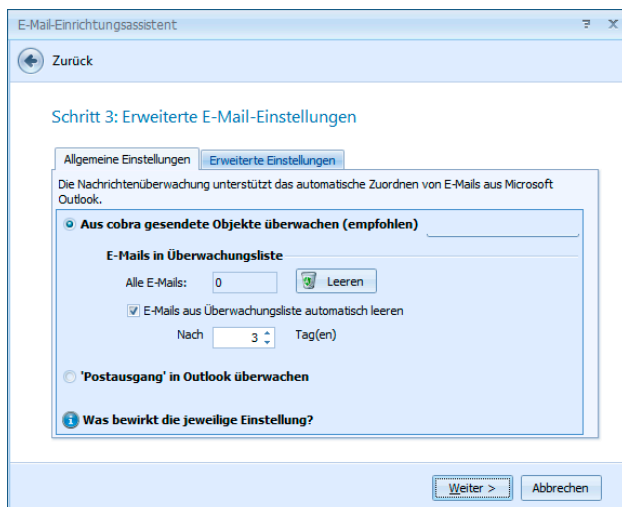 E-Mail-Einrichtungsassistent
Zurück
Schritt 3: Erweiterte E-Mail-Einstellungen
Allgemeine Einstellungen Erweiterte Einstellungen
Die Nachrichtenüberwachung unterstützt das automatische Zuordnen von E-Mails aus Microsoft
Outlook.
Aus cobra gesendete Objekte überwachen (empfohlen)
E-Mails in Überwachungsliste
Alle E-Mails: 0 Leeren
E-Mails aus Überwachungsliste automatisch leeren
Nach 3 Tag(en)
'Postausgang' in Outlook überwachen
Was bewirkt die jeweilige Einstellung?
Weiter > Abbrechen